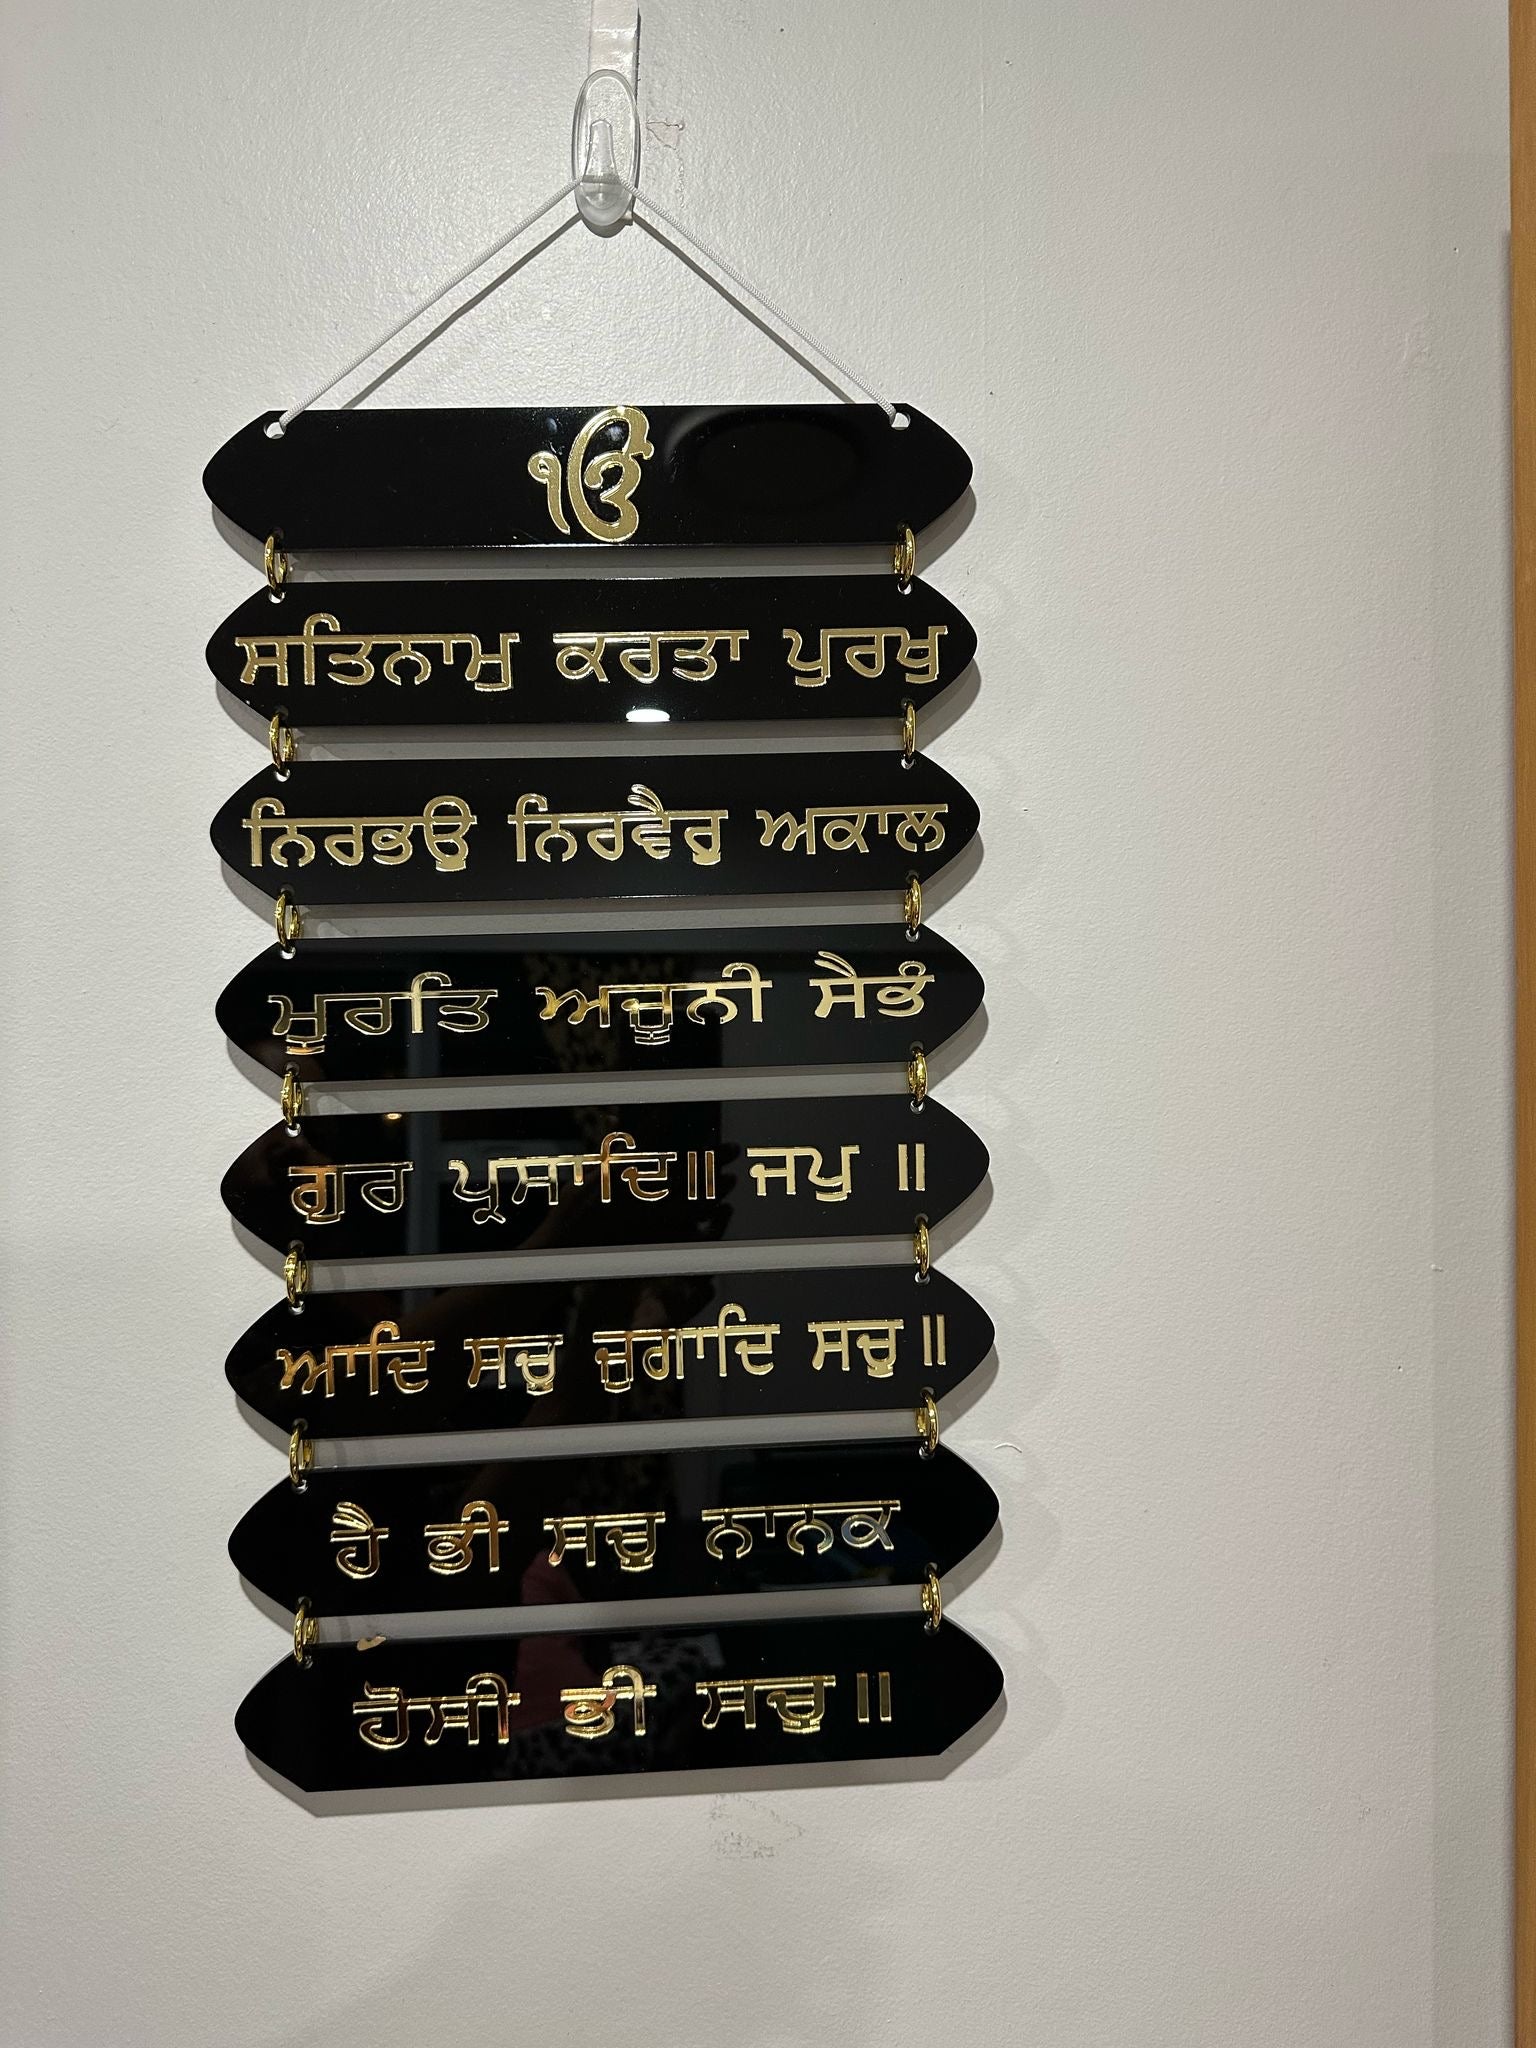 ੴ
ਸਤਿਨਾਮੁ ਕਰਤਾ ਪੁਰਖੁ
ਨਿਰਭਉ ਨਿਰਵੈਰੁ ਅਕਾਲ
ਮੂਰਤਿ ਅਜੂਨੀ ਸੈਭੰ
ਗੁਰ ਪ੍ਰਸਾਦਿ॥ ਜਪੁ ॥
ਆਦਿ ਸਚੁ ਜੁਗਾਦਿ ਸਚੁ॥
ਹੈ ਭੀ ਸਚੁ ਨਾਨਕ
ਹੋਸੀ ਭੀ ਸਚੁ॥